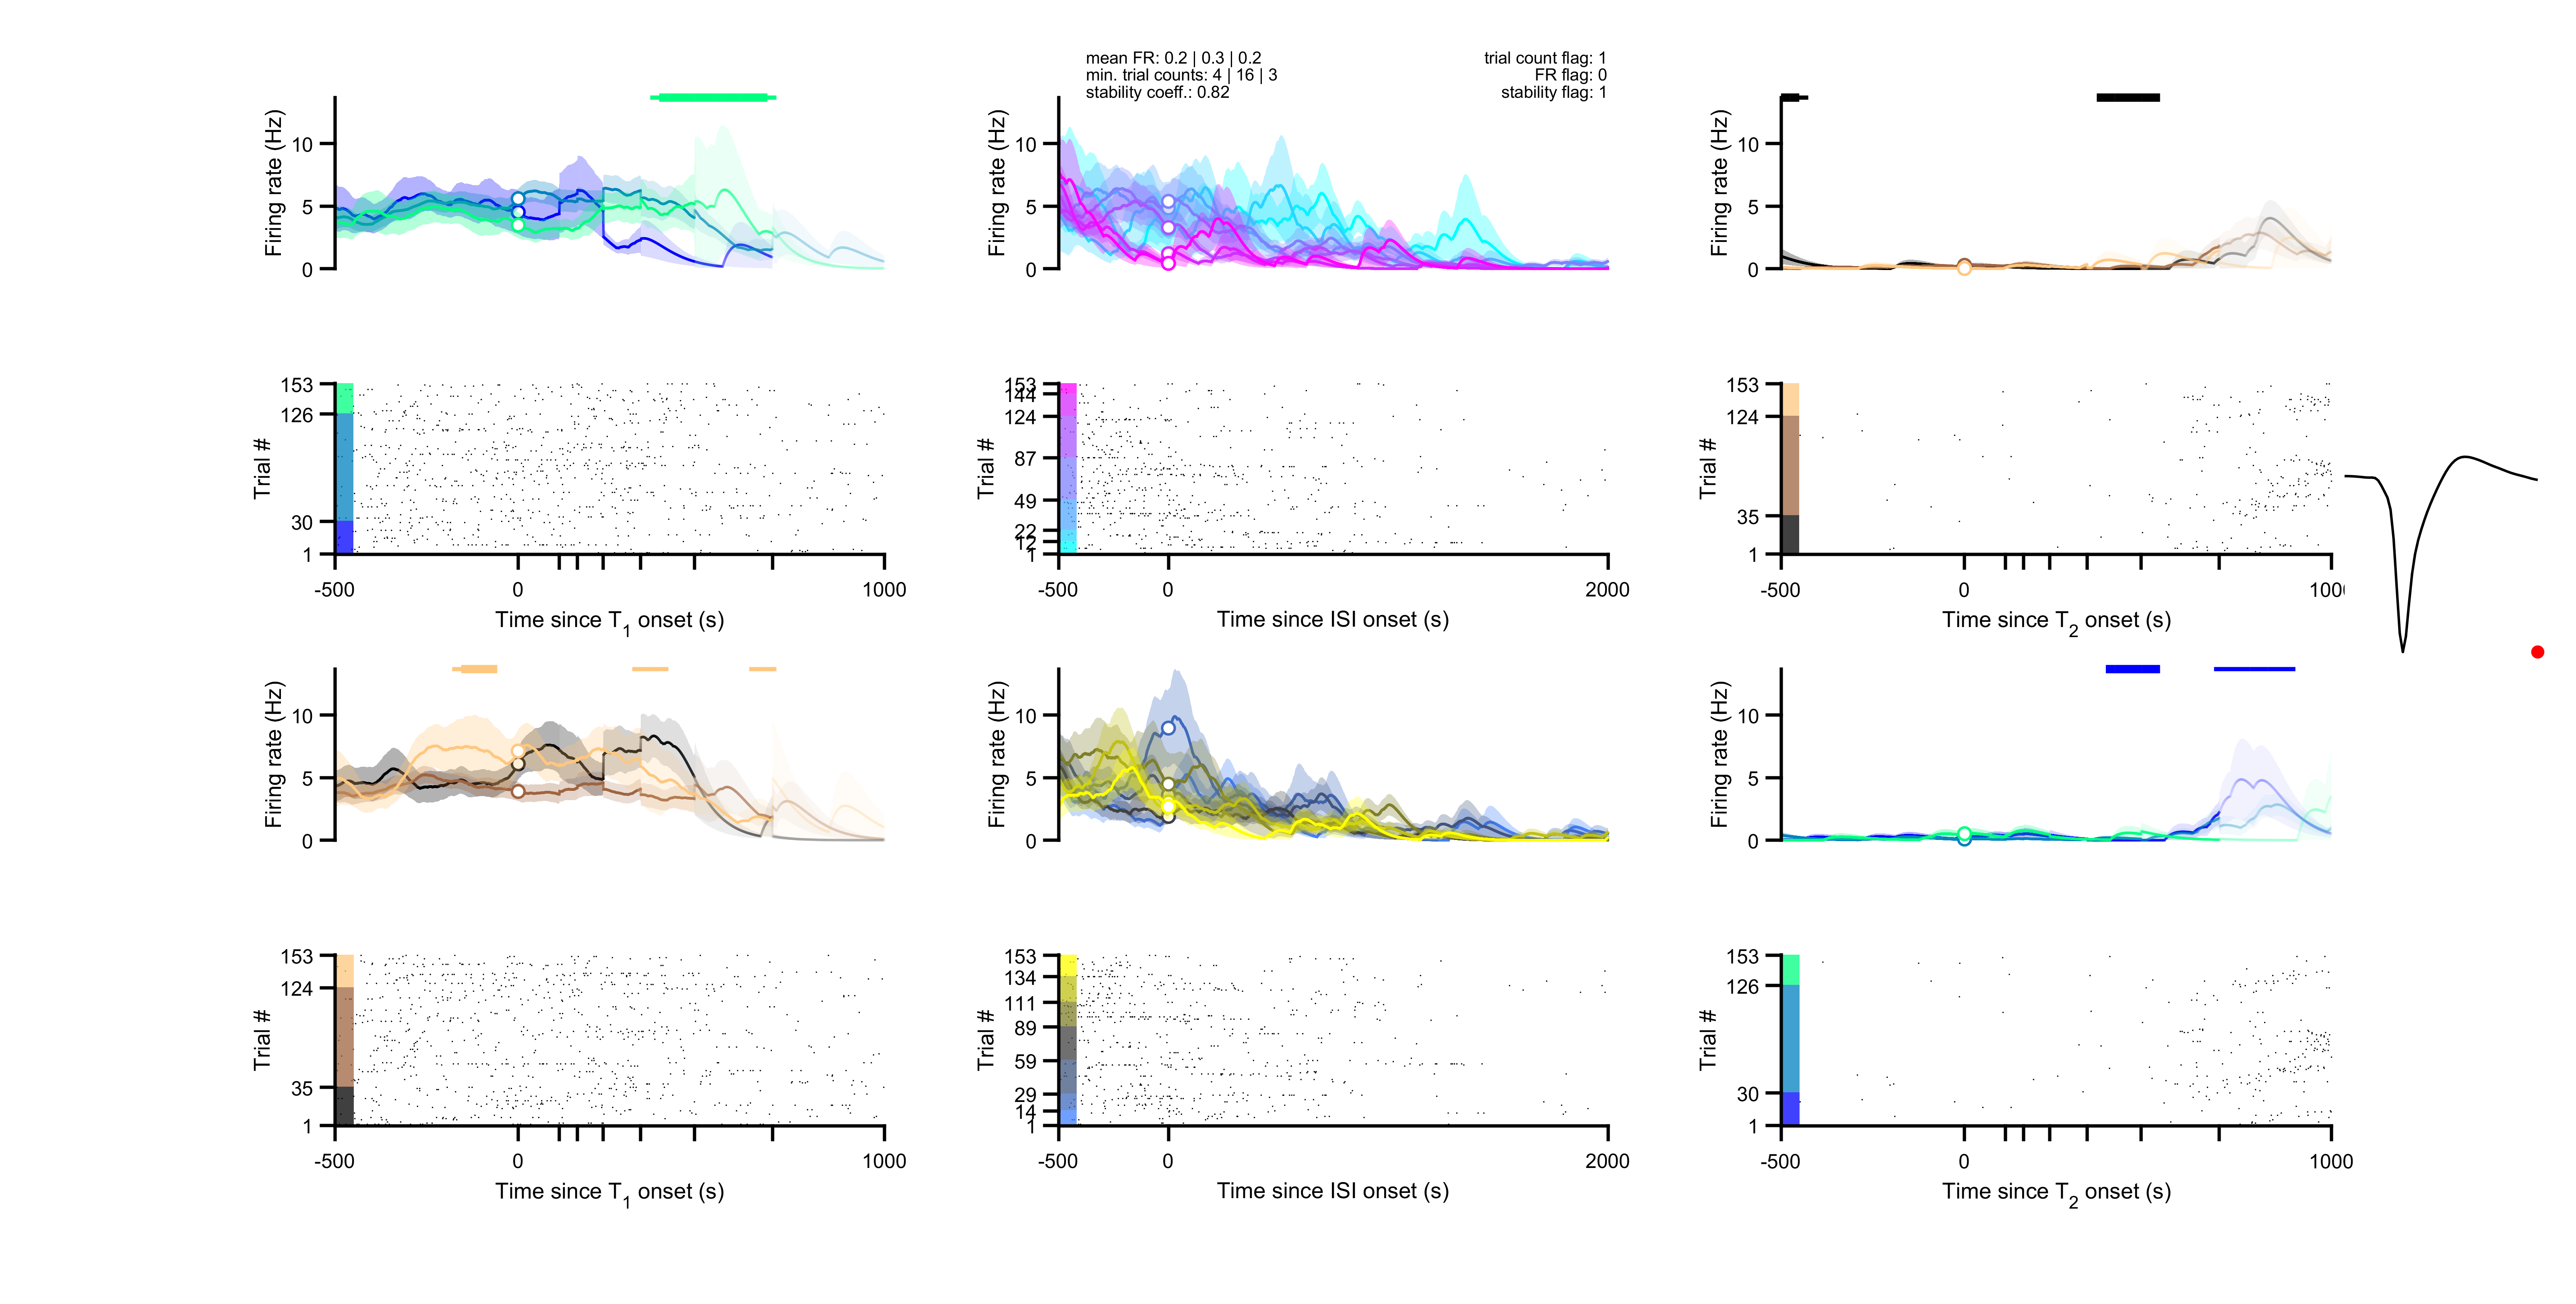 mean FR: 0.2 | 0.3 | 0.2
min. trial counts: 4 | 16 | 3
stability coeff.: 0.82
trial count flag: 1
FR flag: 0
stability flag: 1
Firing rate (Hz)
10
5
0
Firing rate (Hz)
10
5
0
Firing rate (Hz)
10
5
0
Trial #
153
126
30
1
-500
0
1000
Time since T1 onset (s)
Trial #
153
144
124
87
49
22
12
1
-500
0
2000
Time since ISI onset (s)
Trial #
153
124
35
1
-500
0
1000
Time since T2 onset (s)
Firing rate (Hz)
10
5
0
Firing rate (Hz)
10
5
0
Firing rate (Hz)
10
5
0
Trial #
153
124
35
1
-500
0
1000
Time since T1 onset (s)
Trial #
153
134
111
89
59
29
14
1
-500
0
2000
Time since ISI onset (s)
Trial #
153
126
30
1
-500
0
1000
Time since T2 onset (s)